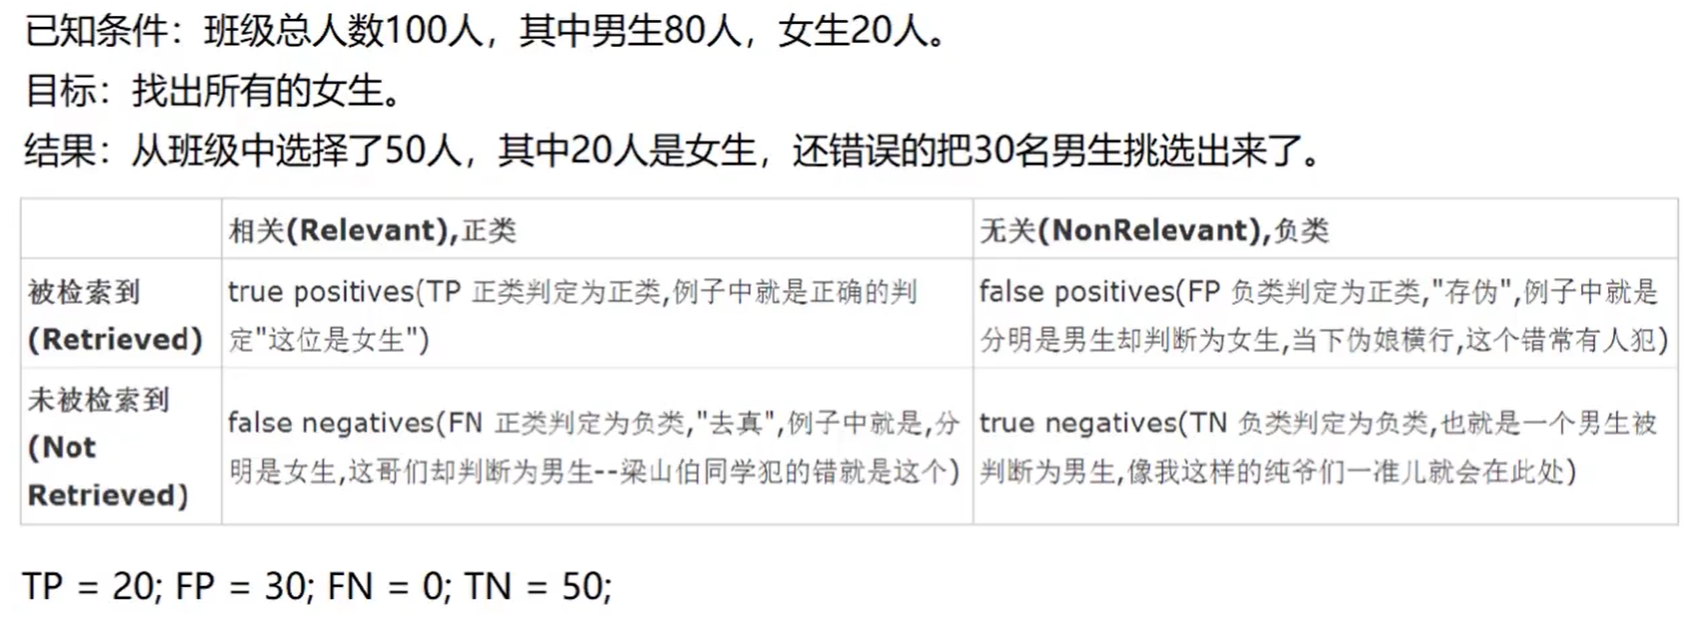 已知条件：班级总人数100人，其中男生80人，女生20人。
目标：找出所有的女生。
结果：从班级中选择了50人，其中20人是女生，还错误的把30名男生挑选出来了。
相关(Relevant),正类
无关(NonRelevant),负类
被检索到
(Retrieved)
true positives(TP 正类判定为正类,例子中就是正确的判
定"这位是女生")
false positives(FP 负类判定为正类,"存伪",例子中就是
分明是男生却判断为女生,当下伪娘横行,这个错常有人犯)
未被检索到
(Not
Retrieved)
false negatives(FN 正类判定为负类,"去真",例子中就是,分
明是女生,这哥们却判断为男生--梁山伯同学犯的错就是这个)
true negatives(TN 负类判定为负类,也就是一个男生被
判断为男生,像我这样的纯爷们一准儿就会在此处)
TP = 20; FP = 30; FN = 0; TN = 50;